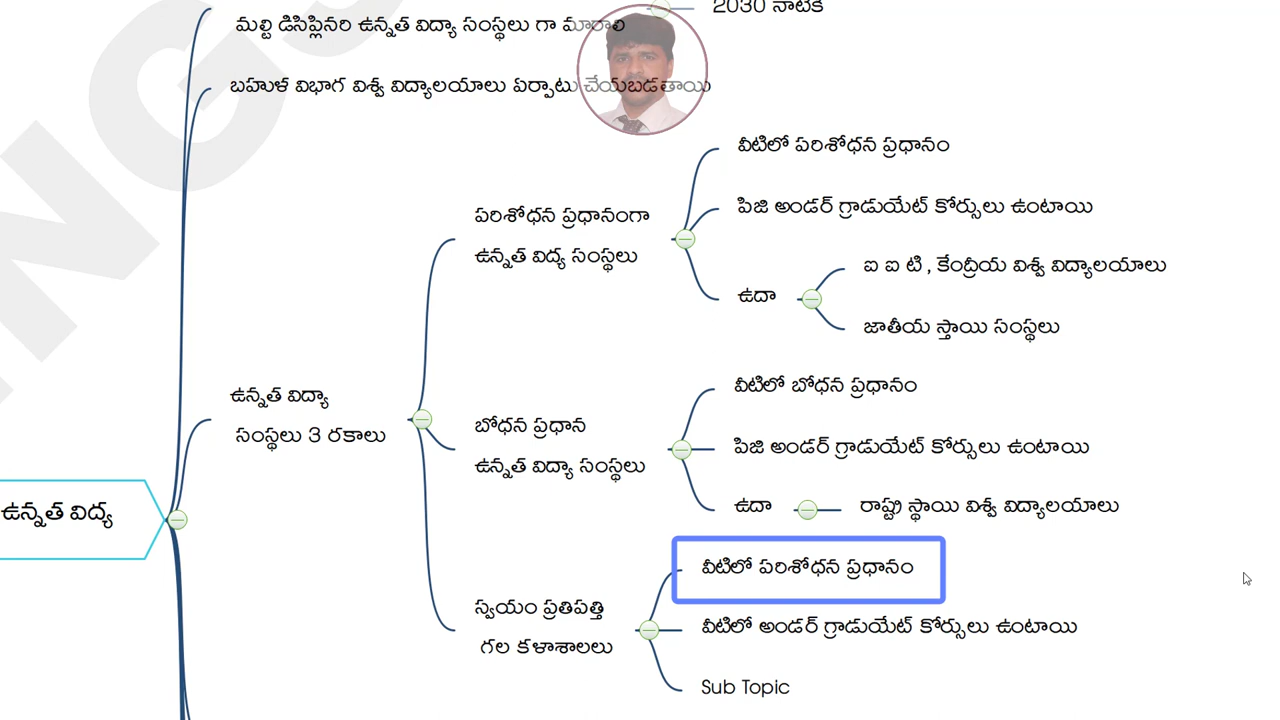 2030 నాటికి
మల్టి డిసిప్లినరి ఉన్నత విద్యా సంస్థలు గా మారాలి
బహుళ విభాగ విశ్వ విద్యాలయాలు ఏర్పాటు చేయబడతాయి
వీటిలో పరిశోధన ప్రధానం
పరిశోధన ప్రధానంగా
ఉన్నత విద్య సంస్థలు
పిజి అండర్ గ్రాడుయేట్ కోర్సులు ఉంటాయి
ఉదా
ఐ ఐ టి , కేంద్రీయ విశ్వ విద్యాలయాలు
జాతీయ స్తాయి సంస్థలు
ఉన్నత విద్యా
సంస్థలు 3 రకాలు
వీటిలో బోధన ప్రధానం
బోధన ప్రధాన
ఉన్నత విద్యా సంస్థలు
పిజి అండర్ గ్రాడుయేట్ కోర్సులు ఉంటాయి
ఉదా
రాష్ట్ర స్థాయి విశ్వ విద్యాలయాలు
ఉన్నత విద్య
వీటిలో పరిశోధన ప్రధానం
స్వయం ప్రతిపత్తి
గల కళాశాలలు
వీటిలో అండర్ గ్రాడుయేట్ కోర్సులు ఉంటాయి
Sub Topic